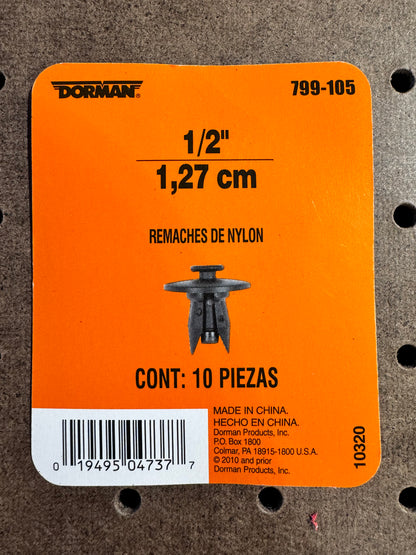 DORMAN®
799-105
1/2"
1,27 cm
REMACHES DE NYLON
CONT: 10 PIEZAS
MADE IN CHINA.
HECHO EN CHINA.
Dorman Products, Inc.
P.O. Box 1800
Colmar, PA 18915-1800 U.S.A.
© 2010 and prior
Dorman Products, Inc.
10320
0 19495 04737 7